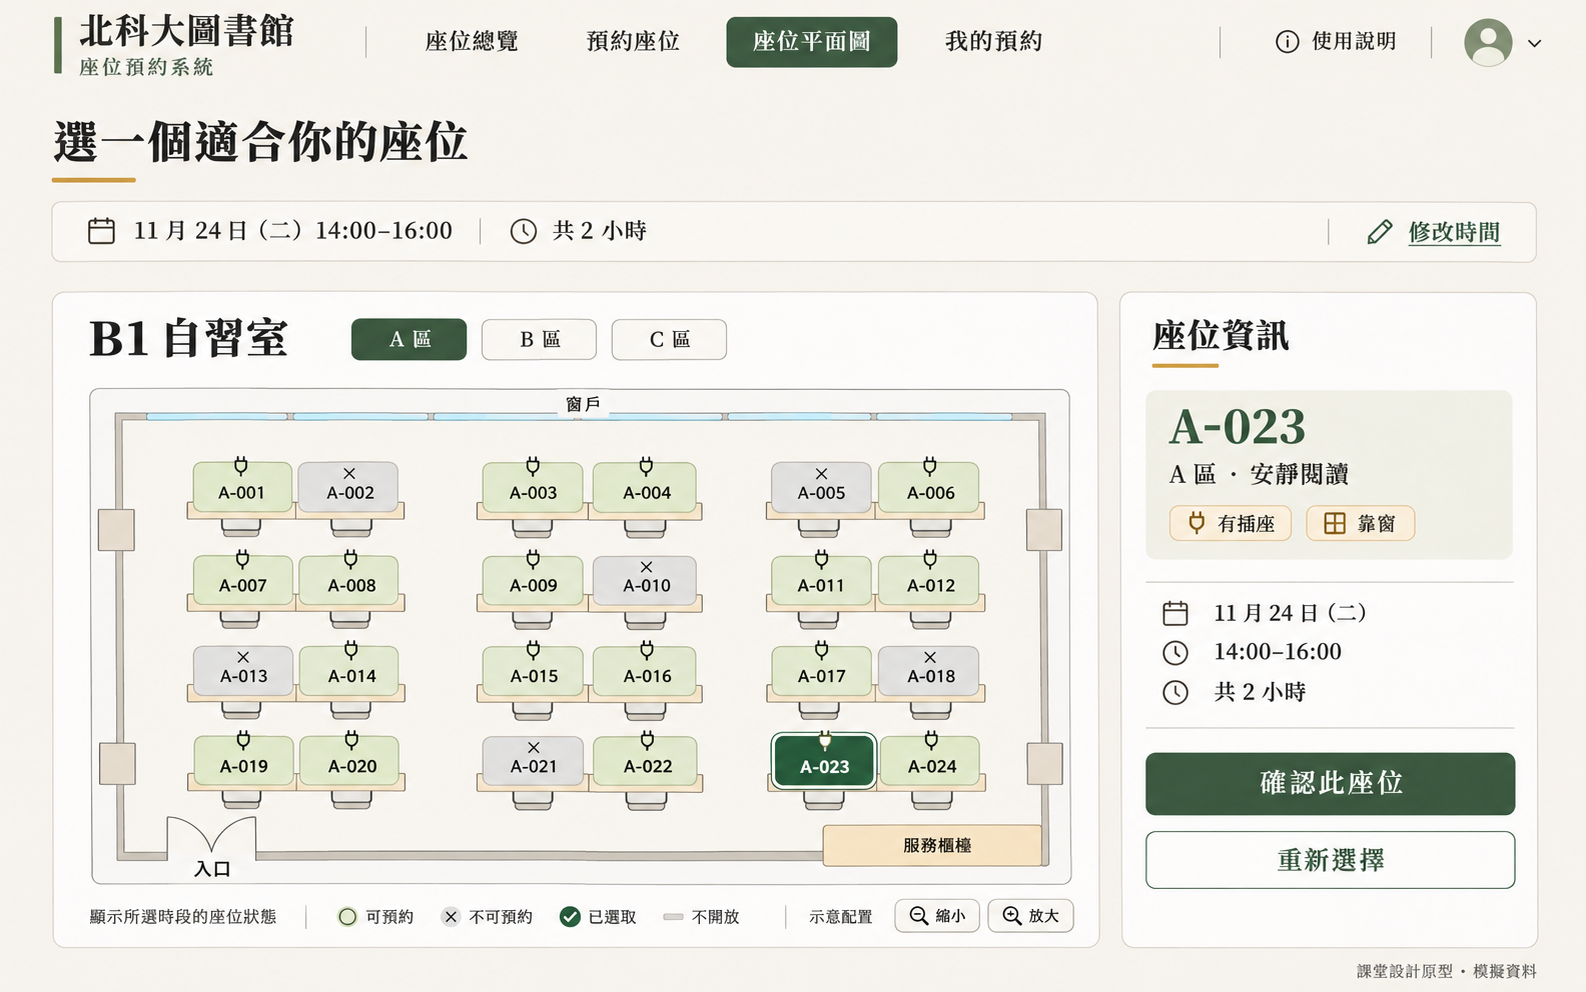 北科大圖書館
座位預約系統
座位總覽
預約座位
座位平面圖
我的預約
使用說明
選一個適合你的座位
11 月 24 日（二）14:00–16:00
共 2 小時
修改時間
B1 自習室
A 區
B 區
C 區
窗戶
A-001
A-002
A-003
A-004
A-005
A-006
A-007
A-008
A-009
A-010
A-011
A-012
A-013
A-014
A-015
A-016
A-017
A-018
A-019
A-020
A-021
A-022
A-023
A-024
服務櫃檯
入口
顯示所選時段的座位狀態
可預約
不可預約
已選取
不開放
示意配置
縮小
放大
座位資訊
A-023
A 區 · 安靜閱讀
有插座
靠窗
11 月 24 日（二）
14:00–16:00
共 2 小時
確認此座位
重新選擇
課堂設計原型・模擬資料